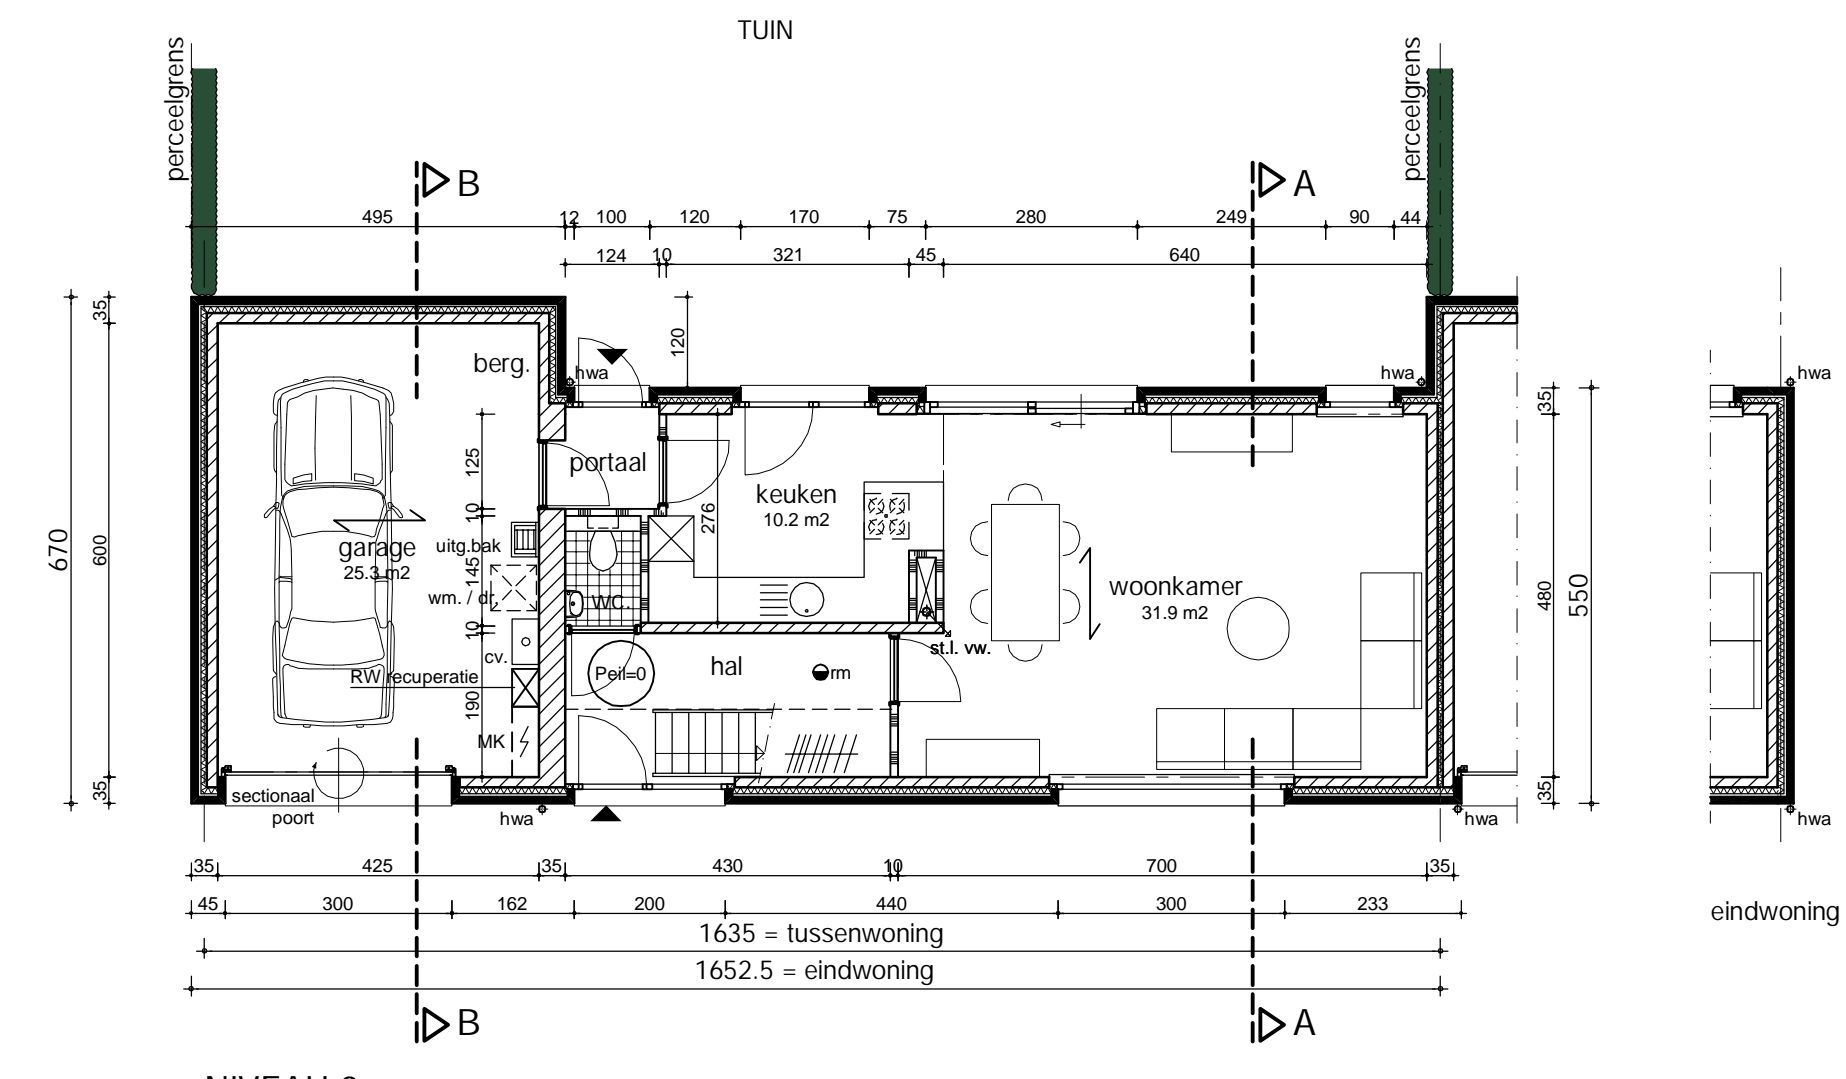 TUIN
perceelgrens
perceelgrens
B
A
495
12
100
120
170
75
280
249
90
44
124
10
321
45
640
35
120
berg.
hwa
hwa
hwa
35
125
portaal
keuken
10.2 m2
276
10
670
600
garage
25.3 m2
uitg.bak
145
wm. / dr.
WC.
woonkamer
31.9 m2
480
550
10
cv.
st.l. vw.
RW recuperatie
Peil=0
hal
rm
190
MK
35
sectionaal
poort
hwa
35
hwa
hwa
35
425
35
430
10
700
35
45
300
162
200
440
300
233
eindwoning
1635 = tussenwoning
1652.5 = eindwoning
B
A